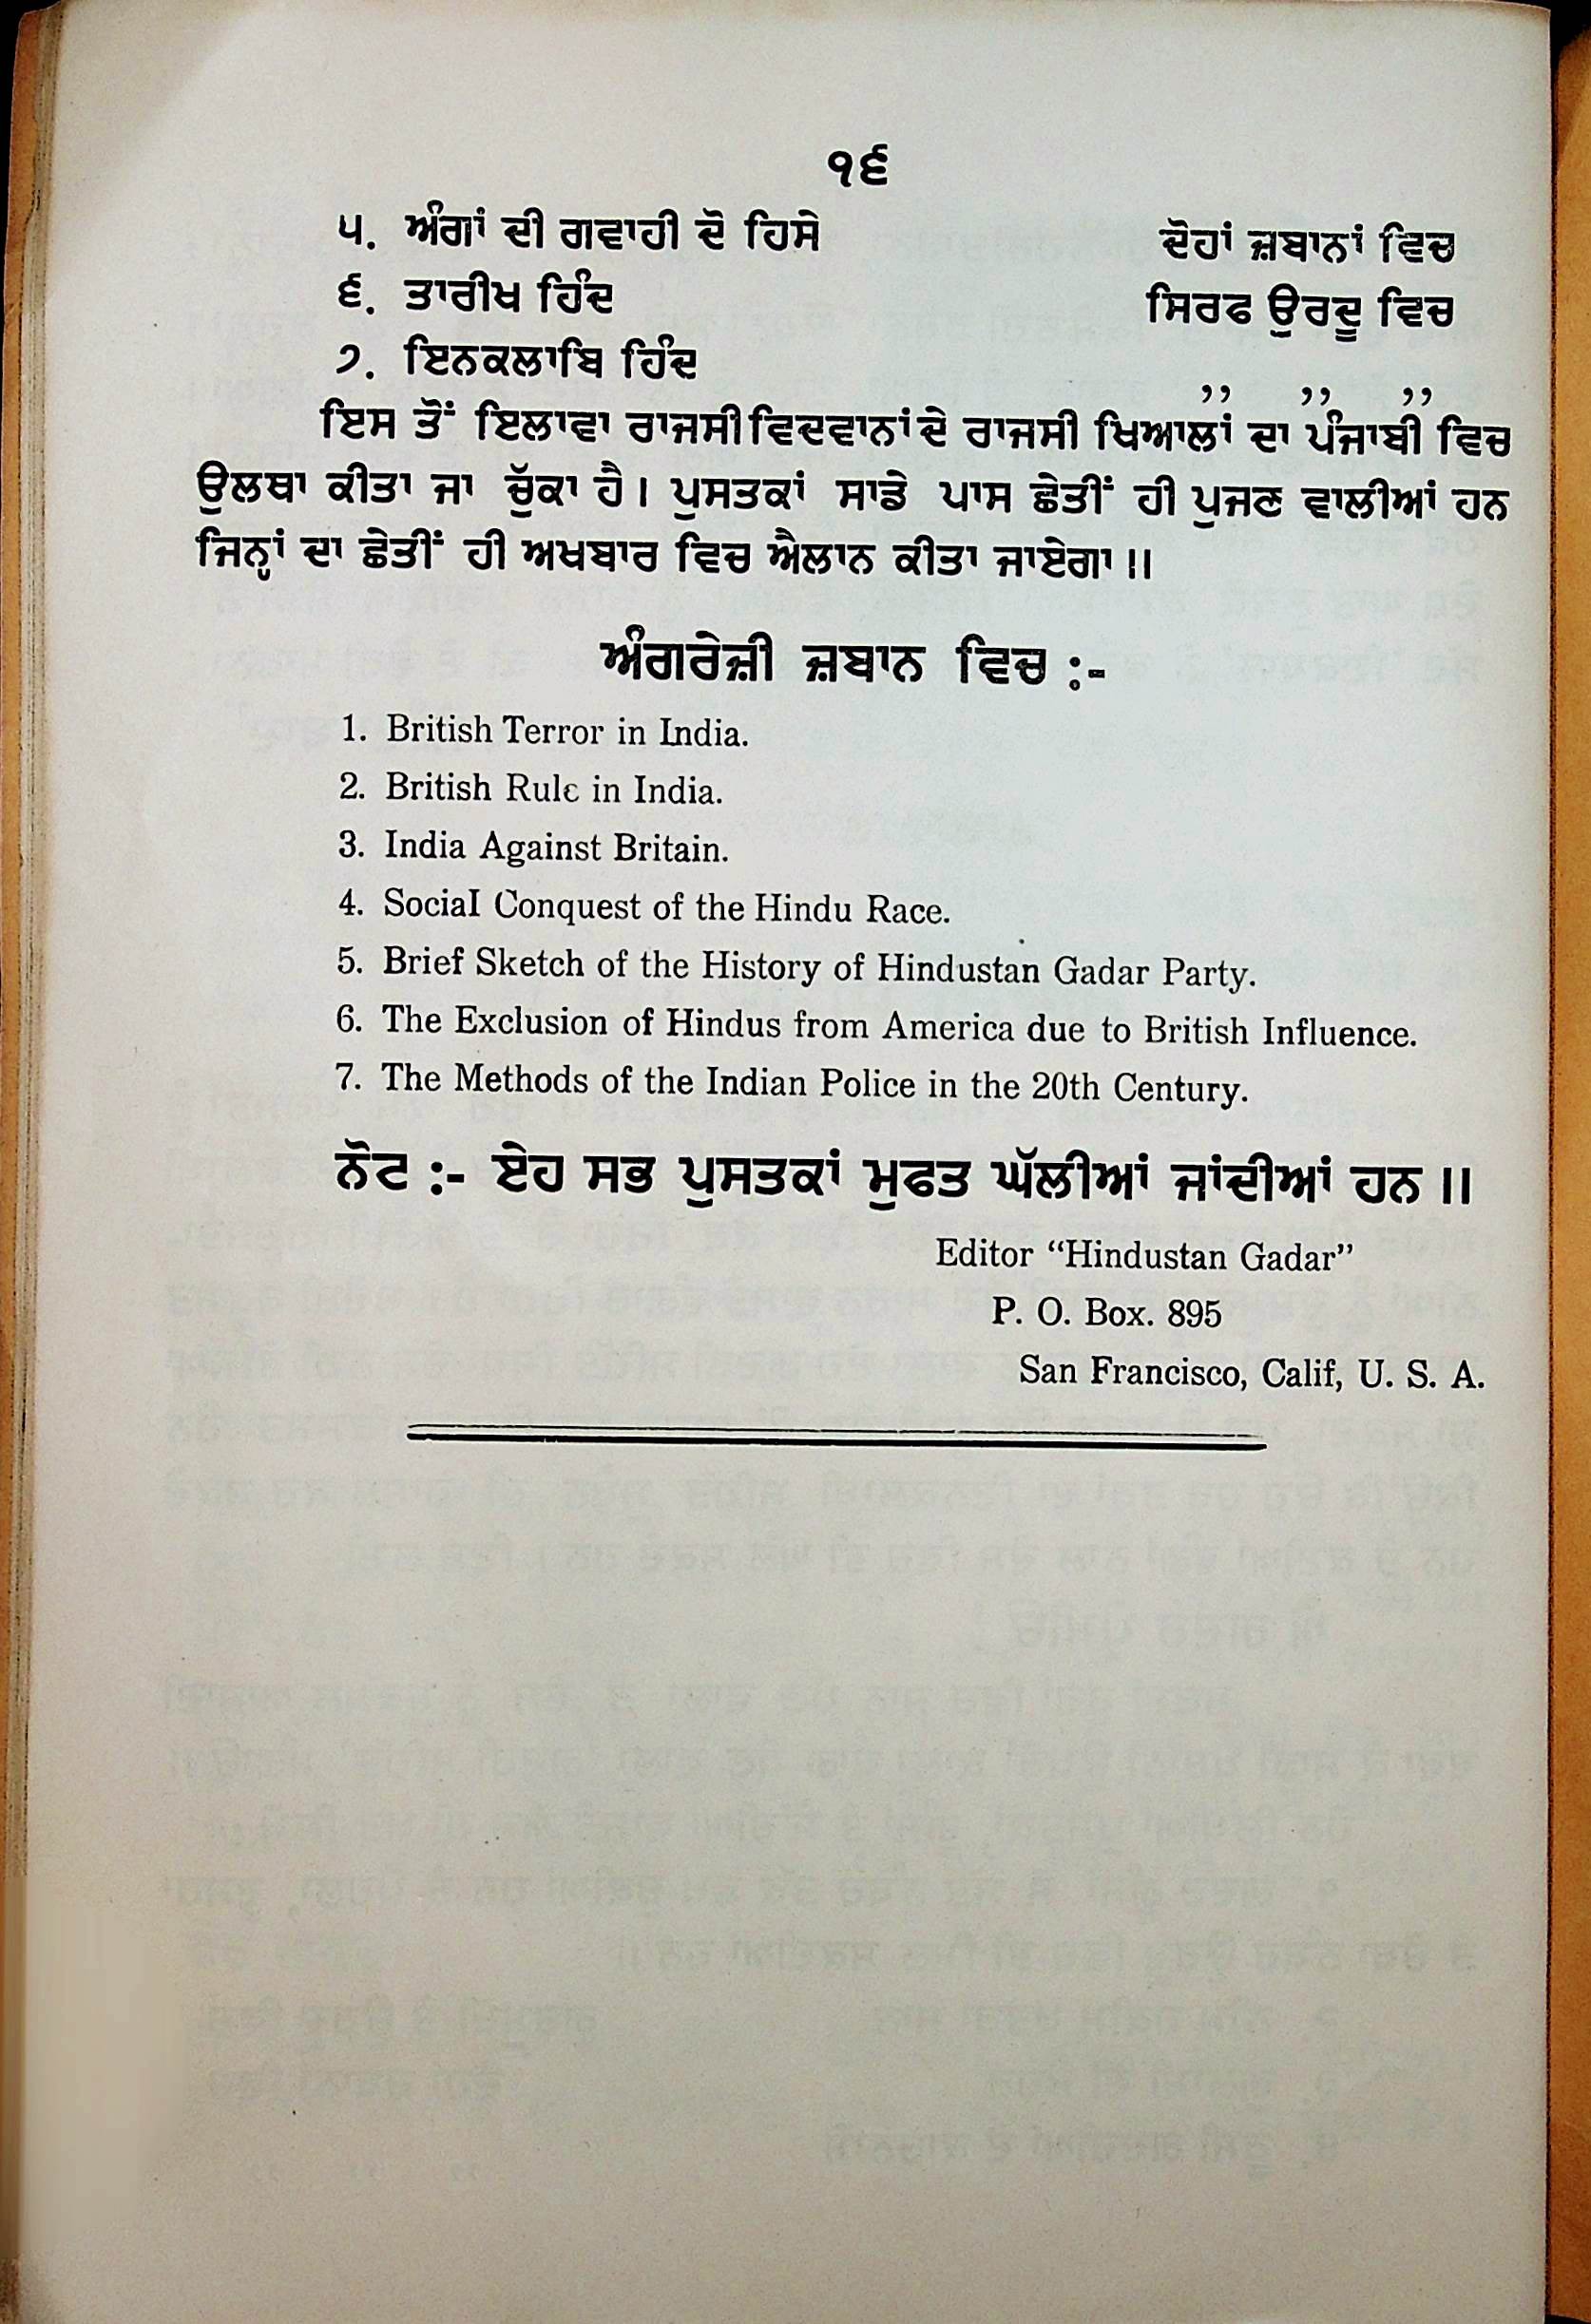 ੧੬
੫. ਅੰਗਾਂ ਦੀ ਗਵਾਹੀ ਦੋ ਹਿਸੇ ਦੋਹਾਂ ਜ਼ਬਾਨਾਂ ਵਿਚ
੬. ਤਾਰੀਖ ਹਿੰਦ ਸਿਰਫ ਉਰਦੂ ਵਿਚ
੭. ਇਨਕਲਾਬਿ ਹਿੰਦ ,, ,, ,,
ਇਸ ਤੋਂ ਇਲਾਵਾ ਰਾਜਸੀ ਵਿਦਵਾਨਾਂ ਦੇ ਰਾਜਸੀ ਖਿਆਲਾਂ ਦਾ ਪੰਜਾਬੀ ਵਿਚ
ਉਲਥਾ ਕੀਤਾ ਜਾ ਚੁੱਕਾ ਹੈ। ਪੁਸਤਕਾਂ ਸਾਡੇ ਪਾਸ ਛੇਤੀਂ ਹੀ ਪੁਜਣ ਵਾਲੀਆਂ ਹਨ
ਜਿਨ੍ਹਾਂ ਦਾ ਛੇਤੀਂ ਹੀ ਅਖਬਾਰ ਵਿਚ ਐਲਾਨ ਕੀਤਾ ਜਾਏਗਾ॥
ਅੰਗਰੇਜ਼ੀ ਜ਼ਬਾਨ ਵਿਚ :-
1. British Terror in India.
2. British Rule in India.
3. India Against Britain.
4. Social Conquest of the Hindu Race.
5. Brief Sketch of the History of Hindustan Gadar Party.
6. The Exclusion of Hindus from America due to British Influence.
7. The Methods of the Indian Police in the 20th Century.
ਨੋਟ :- ਏਹ ਸਭ ਪੁਸਤਕਾਂ ਮੁਫਤ ਘੱਲੀਆਂ ਜਾਂਦੀਆਂ ਹਨ॥
Editor “Hindustan Gadar”
P. O. Box. 895
San Francisco, Calif, U. S. A.